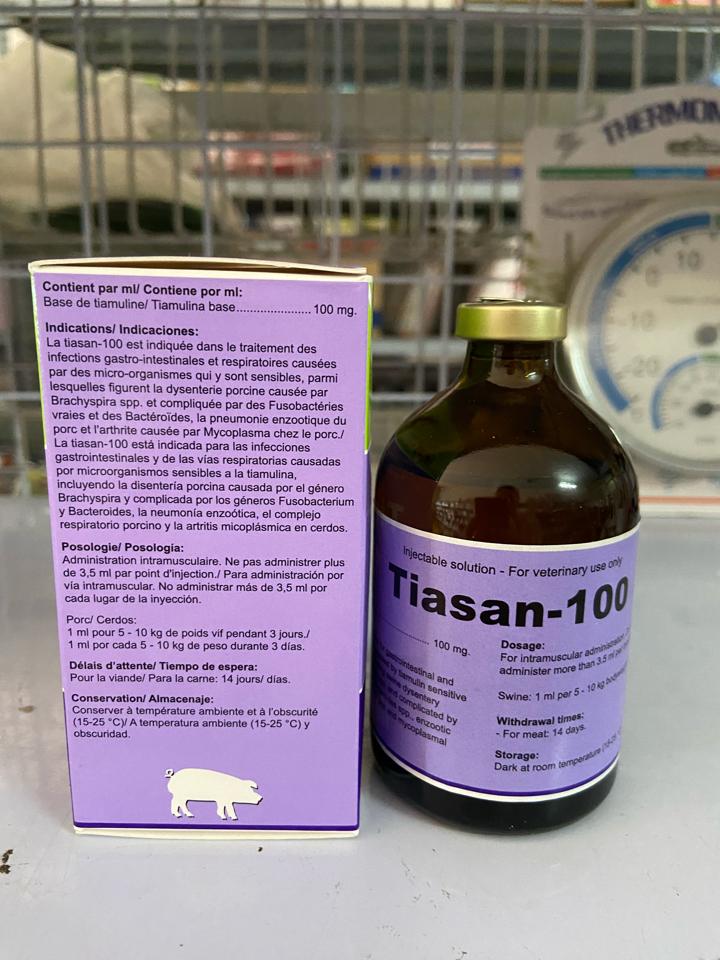 Contient par ml/ Contiene por ml:
Base de tiamuline/ Tiamulina base...................... 100 mg.
Indications/ Indicaciones:
La tiasan-100 est indiquée dans le traitement des
infections gastro-intestinales et respiratoires causées
par des micro-organismes qui y sont sensibles, parmi
lesquelles figurent la dysenterie porcine causée par
Brachyspira spp. et compliquée par des Fusobactéries
vraies et des Bactéroïdes, la pneumonie enzootique du
porc et l'arthrite causée par Mycoplasma chez le porc./
La tiasan-100 está indicada para las infecciones
gastrointestinales y de las vías respiratorias causadas
por microorganismos sensibles a la tiamulina,
incluyendo la disentería porcina causada por el género
Brachyspira y complicada por los géneros Fusobacterium
y Bacteroides, la neumonía enzoótica, el complejo
respiratorio porcino y la artritis micoplásmica en cerdos.
Posologie/ Posología:
Administration intramusculaire. Ne pas administrer plus
de 3,5 ml par point d'injection./ Para administración por
vía intramuscular. No administrar más de 3,5 ml por
cada lugar de la inyección.
Porc/ Cerdos:
1 ml pour 5 - 10 kg de poids vif pendant 3 jours./
1 ml por cada 5 - 10 kg de peso durante 3 días.
Délais d'attente/ Tiempo de espera:
Pour la viande/ Para la carne: 14 jours/ días.
Conservation/ Almacenaje:
Conserver à température ambiente et à l'obscurité
(15-25 °C)/ A temperatura ambiente (15-25 °C) y
obscuridad.
Injectable solution - For veterinary use only
Tiasan-100
............ 100 mg.
gastrointestinal and
by tiamulin sensitive
swine dysentery
and complicated by
spp., enzootic
and mycoplasmal
Dosage:
For intramuscular administration
administer more than 3.5 ml per
Swine: 1 ml per 5 - 10 kg
Withdrawal times:
- For meat: 14 days.
Storage:
Dark at room temperature (15-25
THERMOM
10
10
20